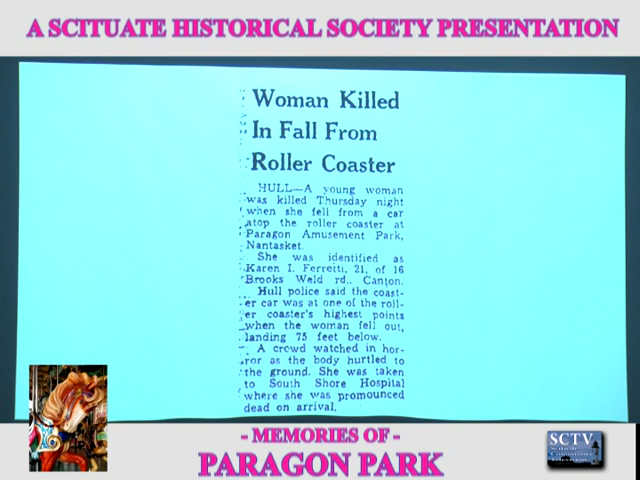 A SCITUATE HISTORICAL SOCIETY PRESENTATION
Woman Killed
In Fall From
Roller Coaster
HULL—A young woman
was killed Thursday night
when she fell from a car
atop the roller coaster at
Paragon Amusement Park,
Nantasket.
She was identified as
Karen I. Ferreiti, 21, of 16
Brooks Weld rd., Canton.
Hull police said the coast-
er car was at one of the roll-
er coaster's highest points
when the woman fell out,
landing 75 feet below.
A crowd watched in hor-
ror as the body hurtled to
the ground. She was taken
to South Shore Hospital
where she was promounced
dead on arrival.
- MEMORIES OF -
PARAGON PARK
SCTV
Scituate
Community
Television